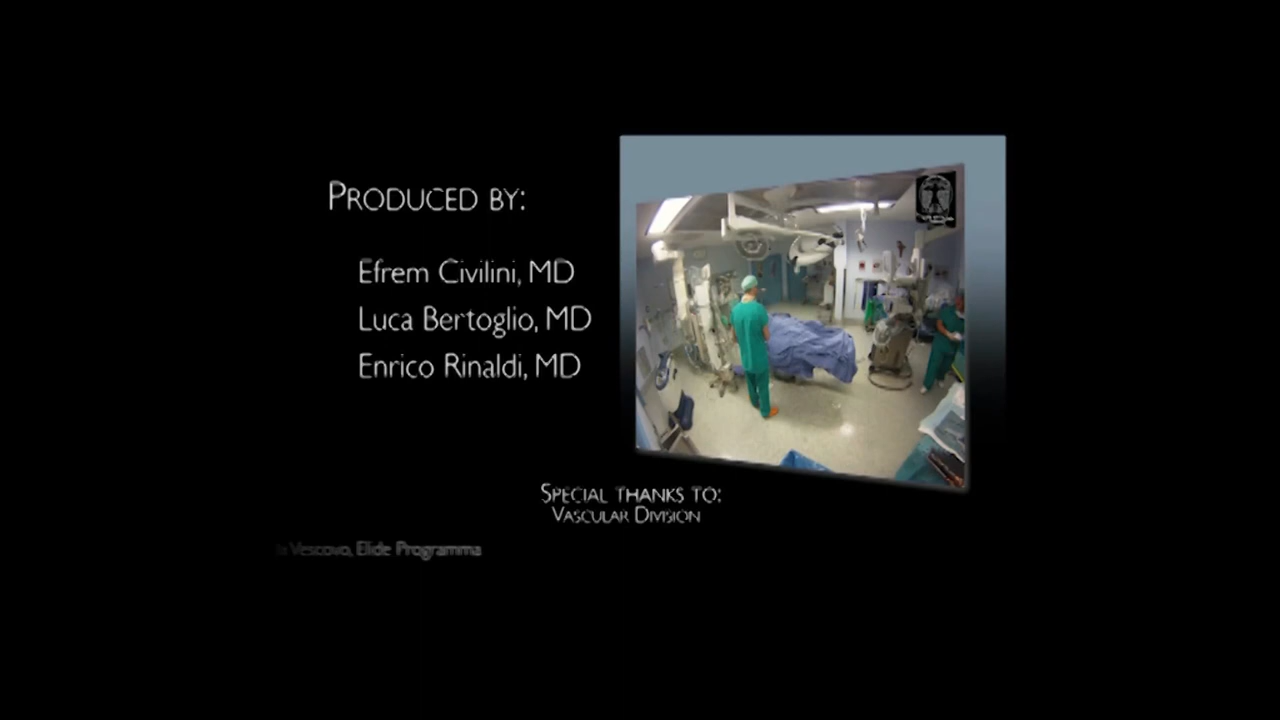 PRODUCED BY:
Efrem Civilini, MD
Luca Bertoglio, MD
Enrico Rinaldi, MD
SPECIAL THANKS TO:
VASCULAR DIVISION
Vescovo, Elide Programma